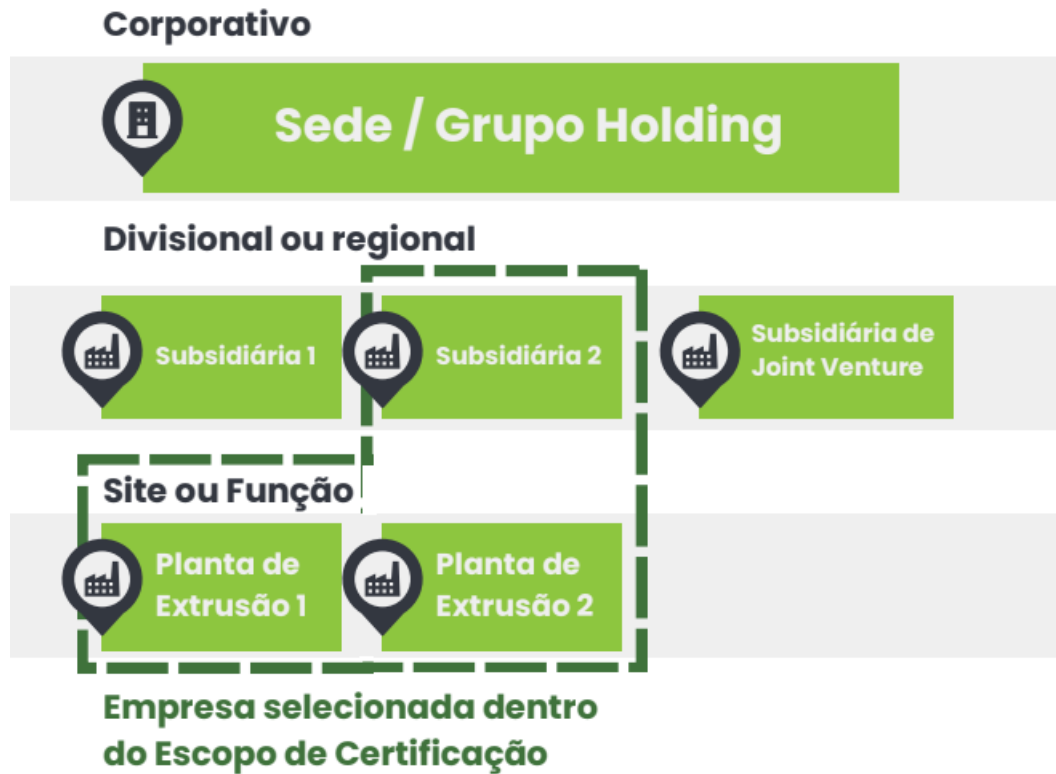 Corporativo
Sede / Grupo Holding
Divisional ou regional
Subsidiária 1
Subsidiária 2
Subsidiária de
Joint Venture
Site ou Função
Planta de
Extrusão 1
Planta de
Extrusão 2
Empresa selecionada dentro
do Escopo de Certificação